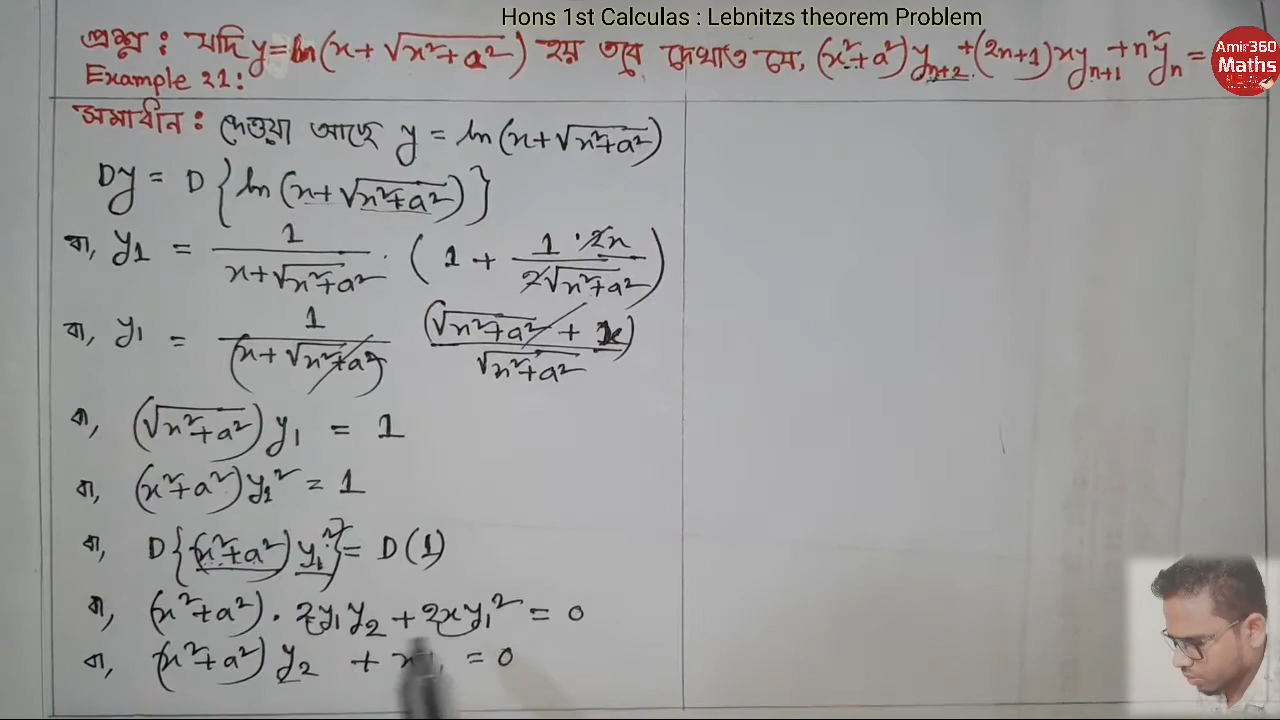 Hons 1st Calculas : Lebnitzs theorem Problem
প্রশ্ন : যদি y = ln(x + √(x² + a²)) হয় তবে দেখাও যে, (x² + a²)yₙ₊₂ + (2n+1)xyₙ₊₁ + n²yₙ =
Amir360 Maths
Example 21:
সমাধান : দেওয়া আছে y = ln(x + √(x² + a²))
Dy = D{ln(x + √(x² + a²))}
বা, y₁ = 1/(x + √(x² + a²)) · (1 + 1·2x/(2√(x² + a²)))
বা, y₁ = 1/(x + √(x² + a²)) (√(x² + a²) + x)/√(x² + a²)
বা, (√(x² + a²))y₁ = 1
বা, (x² + a²)y₁² = 1
বা, D{(x² + a²)y₁²} = D(1)
বা, (x² + a²) · 2y₁y₂ + 2xy₁² = 0
বা, (x² + a²)y₂ + = 0